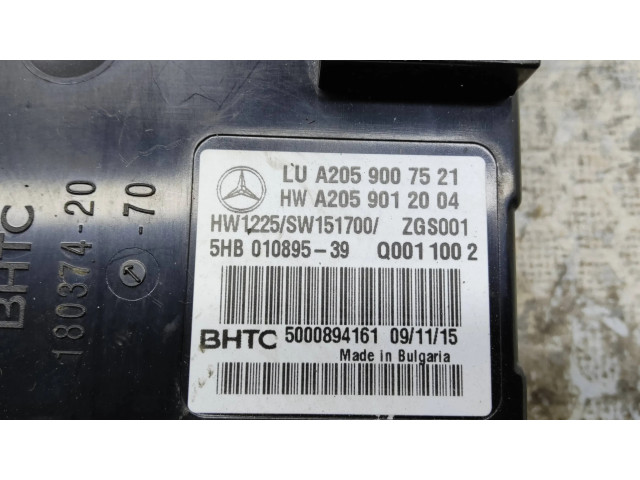 LU A205 900 75 21
HW A205 901 20 04
HW1225/SW151700/ ZGS001
5HB 010895-39 Q001 100 2
BHTC 5000894161 09/11/15
Made in Bulgaria
BHTC
180374-20
-70